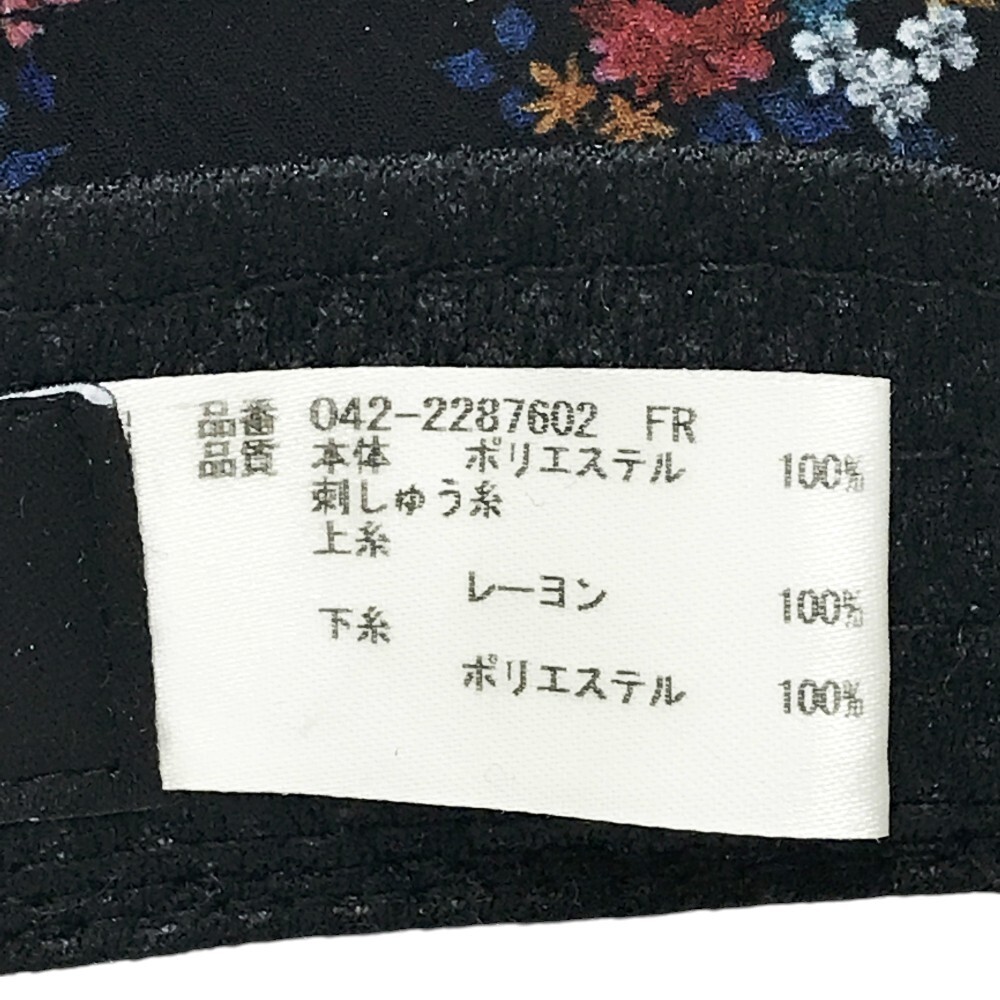 品番 042-2287602 FR
品質 本体 ポリエステル 100%
刺しゅう糸
上糸
レーヨン 100%
下糸
ポリエステル 100%